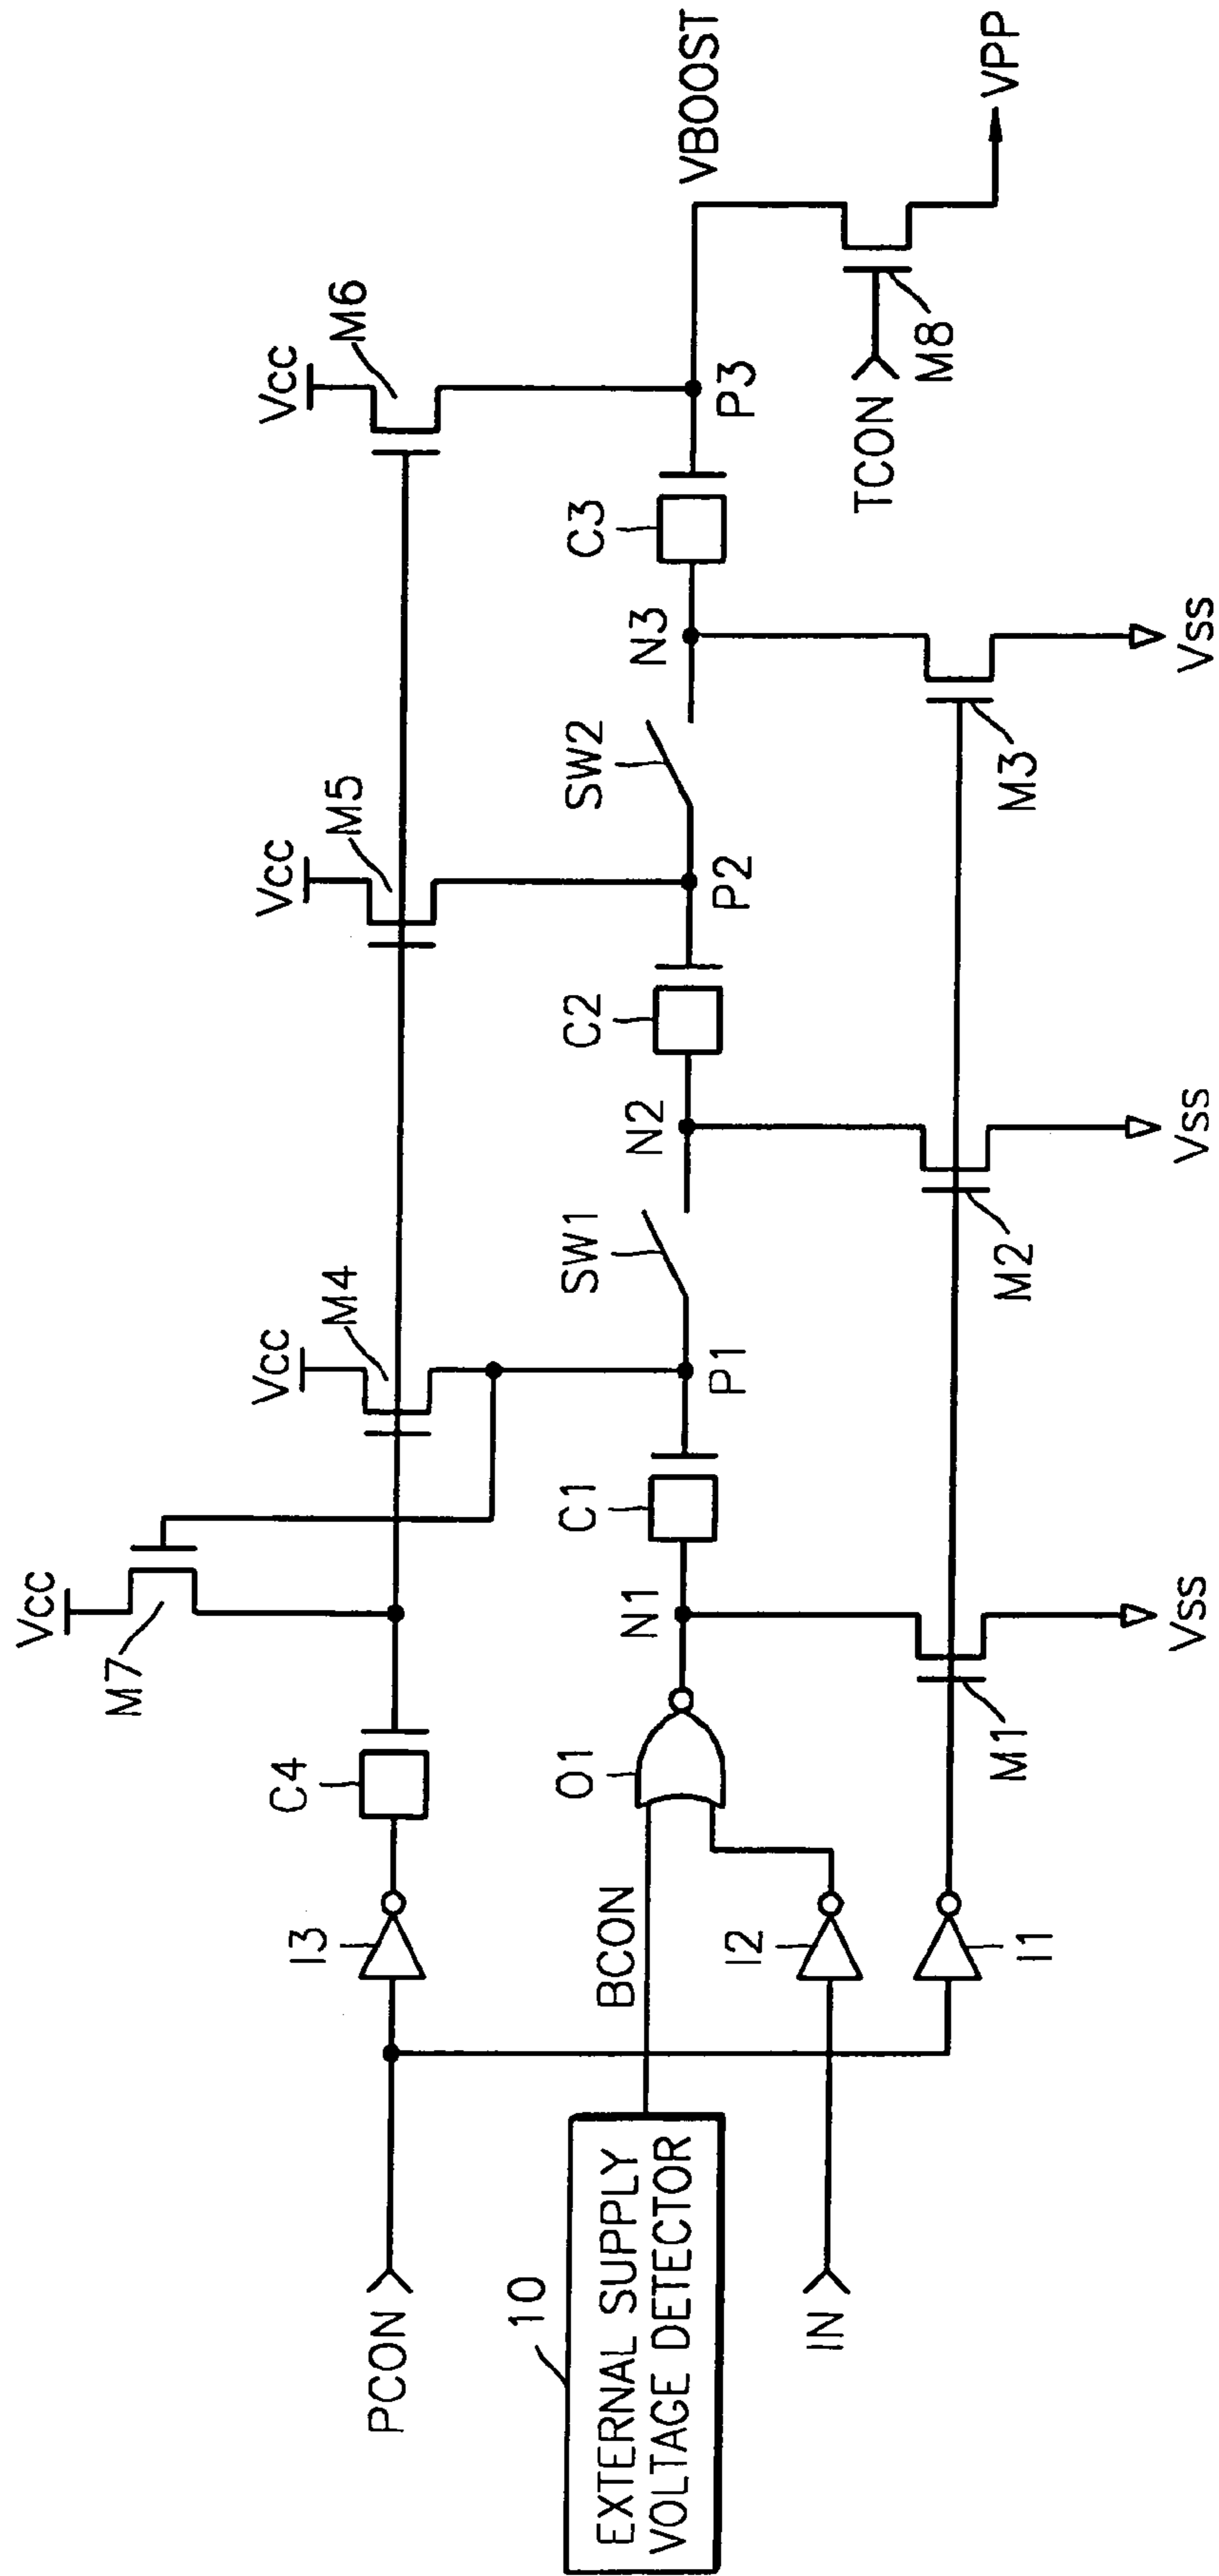 Vcc
M7
Vcc
M4
Vcc
M5
Vcc
M6
PCON
I3
C4
10
EXTERNAL SUPPLY
VOLTAGE DETECTOR
BCON
O1
N1
C1
P1
SW1
N2
C2
P2
SW2
N3
C3
P3
VBOOST
IN
I2
I1
M1
Vss
M2
Vss
M3
Vss
TCON
M8
VPP